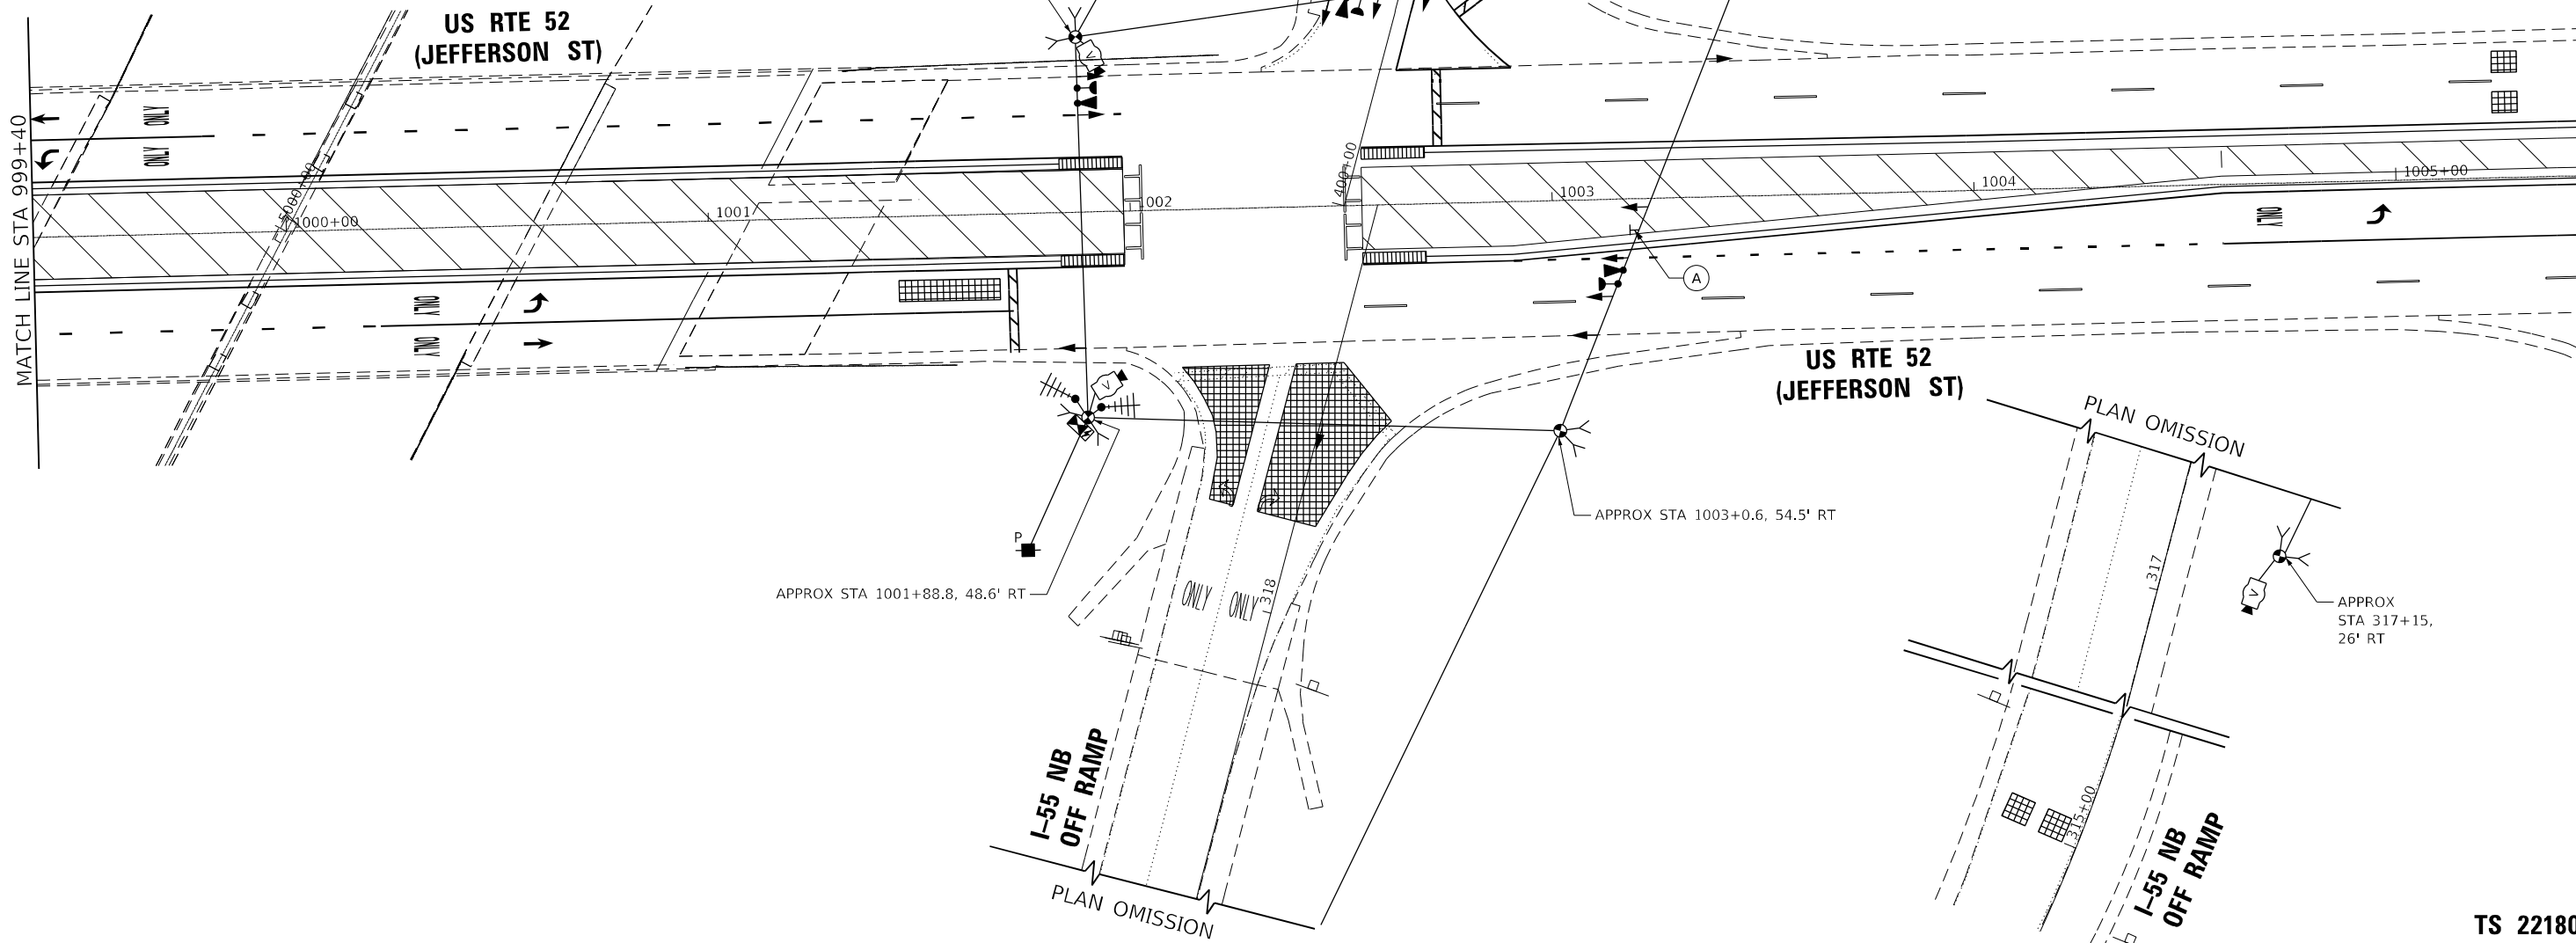 US RTE 52
(JEFFERSON ST)
V
MATCH LINE STA 999+40
ONLY
ONLY
5000+00
1000+00
1001
1002
400+00
1003
1004
1005+00
ONLY
ONLY
ONLY
A
US RTE 52
(JEFFERSON ST)
V
P
APPROX STA 1001+88.8, 48.6' RT
APPROX STA 1003+0.6, 54.5' RT
ONLY
ONLY
318
I-55 NB
OFF RAMP
PLAN OMISSION
PLAN OMISSION
317
V
APPROX
STA 317+15,
26' RT
315+00
I-55 NB
OFF RAMP
TS 22180